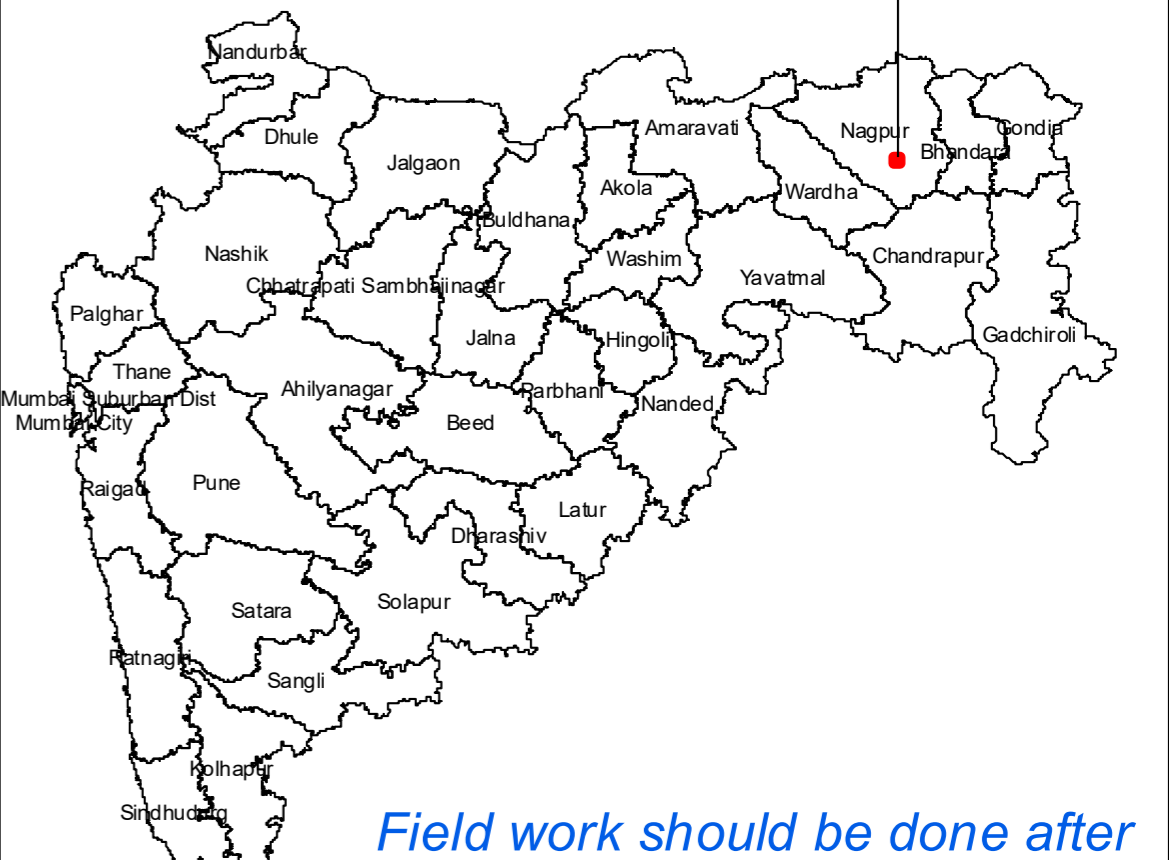 Nandurbar
Dhule
Jalgaon
Amaravati
Nagpur
Gondia
Bhandara
Akola
Wardha
Buldhana
Nashik
Washim
Chandrapur
Chhatrapati Sambhajinagar
Yavatmal
Palghar
Jalna
Hingoli
Gadchiroli
Thane
Ahilyanagar
Parbhani
Mumbai Suburban Dist
Nanded
Mumbai City
Beed
Raigad
Pune
Latur
Dharashiv
Satara
Solapur
Ratnagiri
Sangli
Kolhapur
Sindhudurg
Field work should be done after